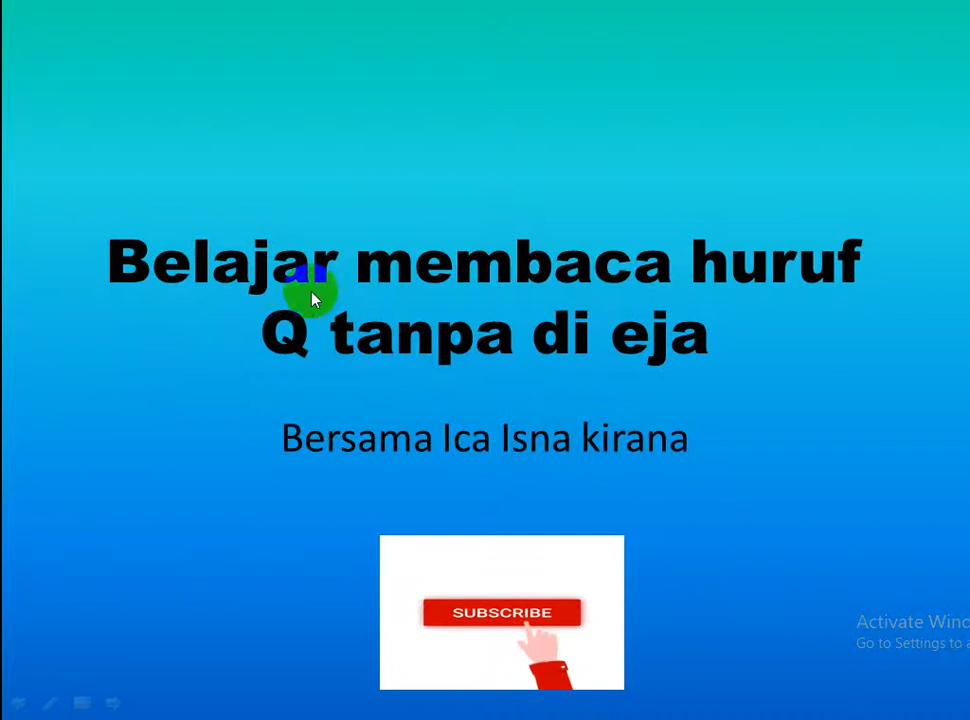 Belajar membaca huruf
Q tanpa di eja
Bersama Ica Isna kirana
SUBSCRIBE
Activate Wind
Go to Settings to a